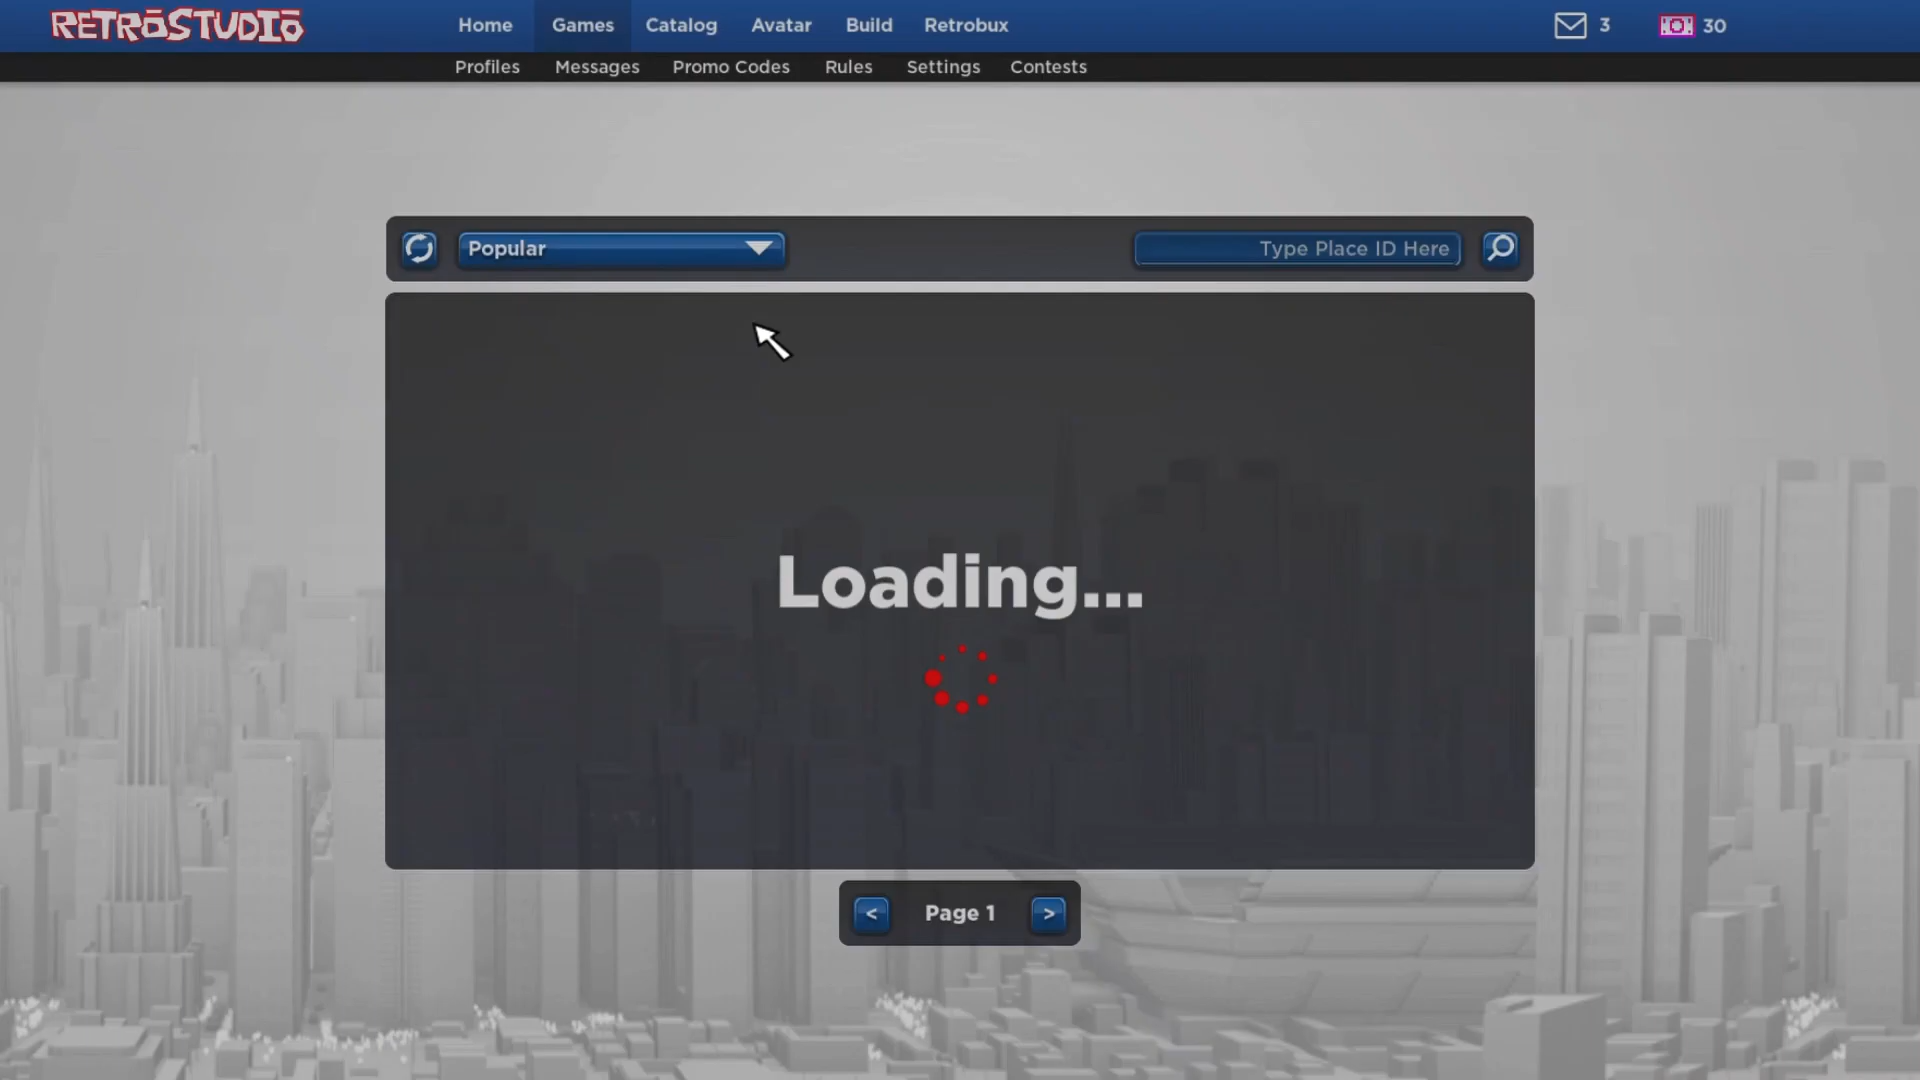 RETRŌSTUDIŌ
Home Games Catalog Avatar Build Retrobux 3 30
Profiles Messages Promo Codes Rules Settings Contests
Popular Type Place ID Here
Loading...
< Page 1 >